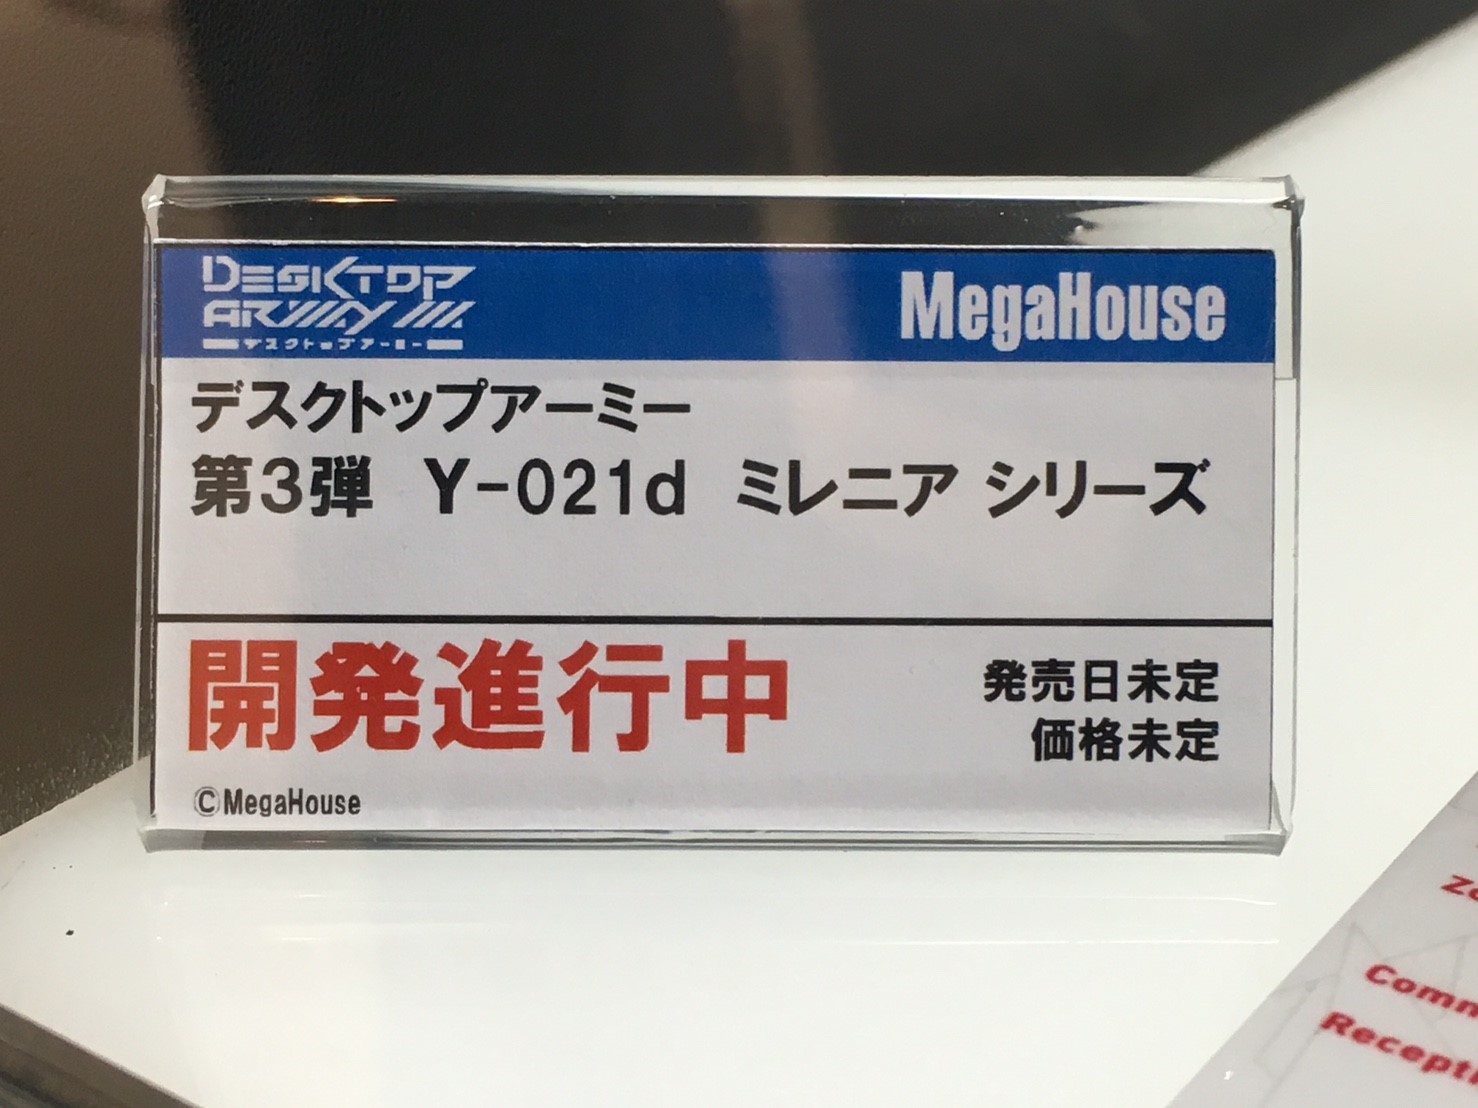 DESKTOP
ARMY
デスクトップアーミー
MegaHouse
デスクトップアーミー
第3弾 Y-021d ミレニア シリーズ
開発進行中
発売日未定
価格未定
©MegaHouse